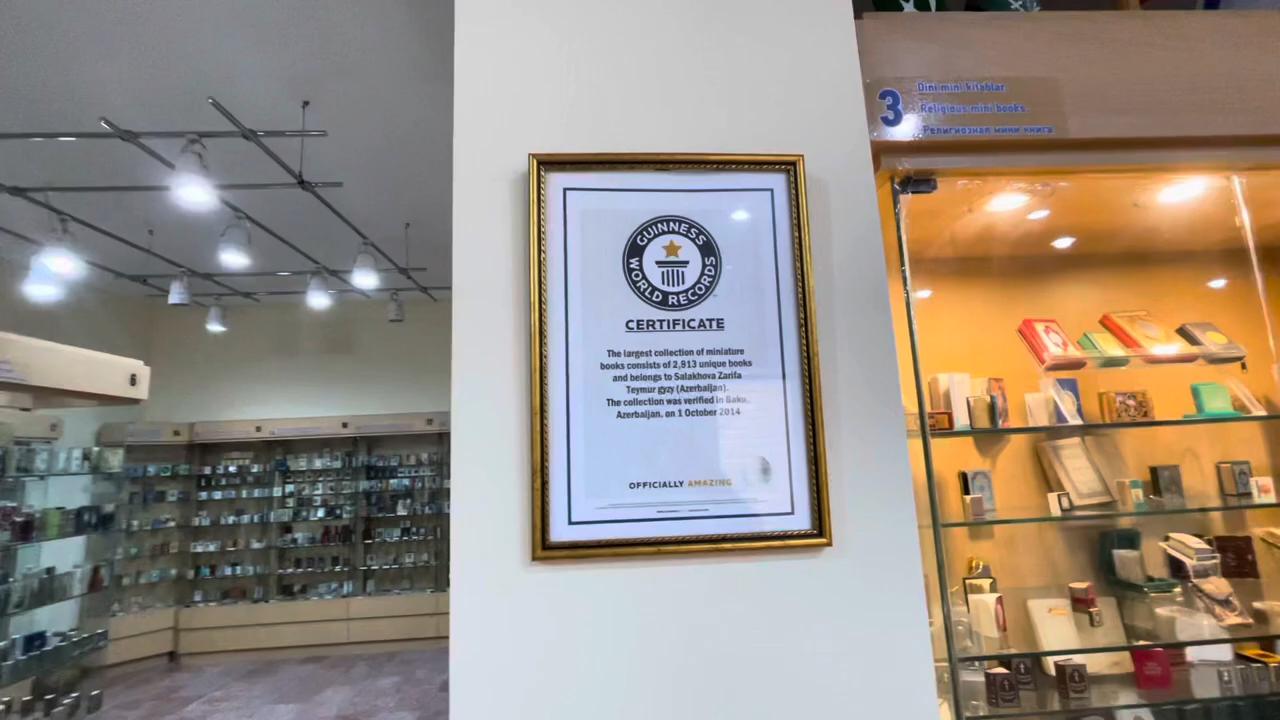 GUINNESS
WORLD RECORDS
CERTIFICATE
The largest collection of miniature
books consists of 2,913 unique books
and belongs to Salakhova Zarifa
Teymur gyzy (Azerbaijan).
The collection was verified in Baku,
Azerbaijan, on 1 October 2014
OFFICIALLY AMAZING
3
Dini mini kitablar
Religious mini books
Религиозная мини книга
6